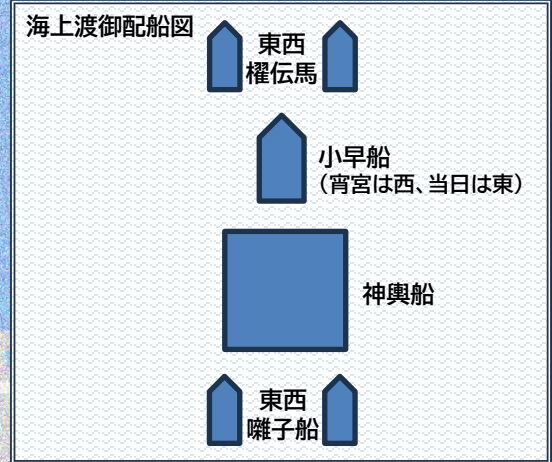 海上渡御配船図
東西
櫂伝馬
小早船
（宵宮は西、当日は東）
神輿船
東西
囃子船